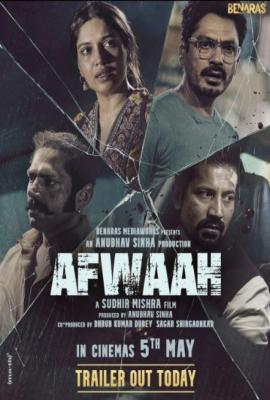 BENARAS
BENARAS MEDIAWORKS PRESENTS
AN ANUBHAV SINHA PRODUCTION
AFWAAH
A SUDHIR MISHRA FILM
PRODUCED BY ANUBHAV SINHA
CO-PRODUCED BY DHRUB KUMAR DUBEY SAGAR SHIRGAONKAR
IN CINEMAS 5TH MAY
TRAILER OUT TODAY